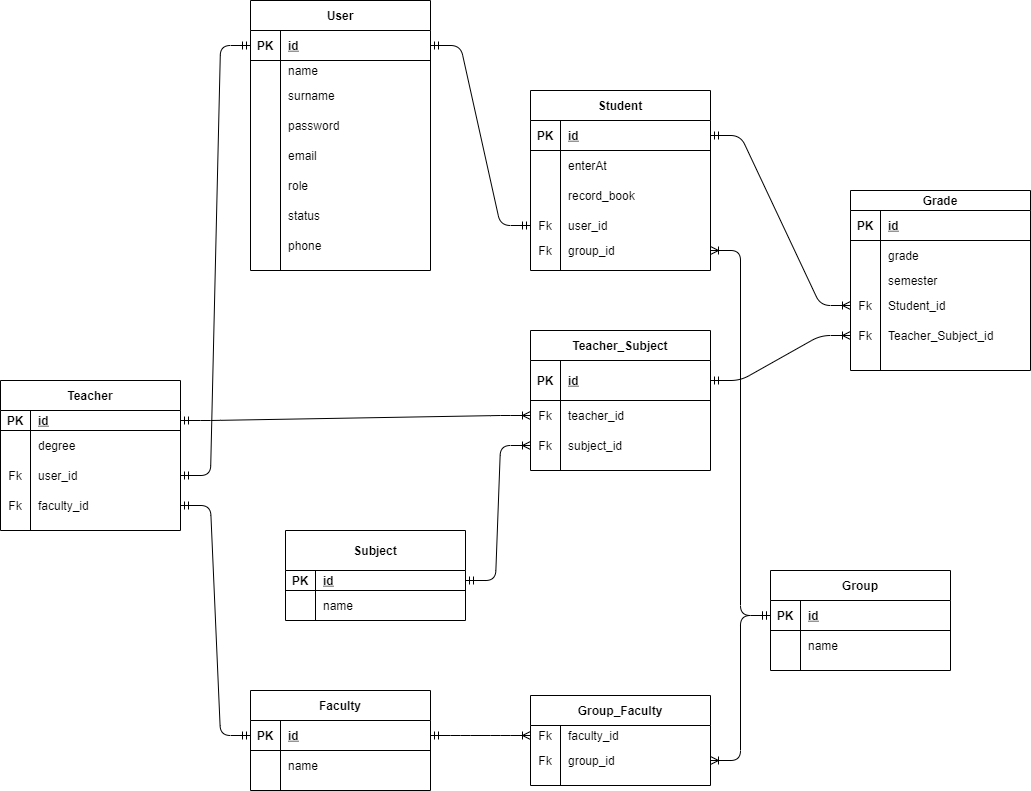 User
PK id
name
surname
password
email
role
status
phone
Student
PK id
enterAt
record_book
Fk user_id
Fk group_id
Grade
PK id
grade
semester
Fk Student_id
Fk Teacher_Subject_id
Teacher_Subject
PK id
Fk teacher_id
Fk subject_id
Teacher
PK id
degree
Fk user_id
Fk faculty_id
Subject
PK id
name
Group
PK id
name
Faculty
PK id
name
Group_Faculty
Fk faculty_id
Fk group_id